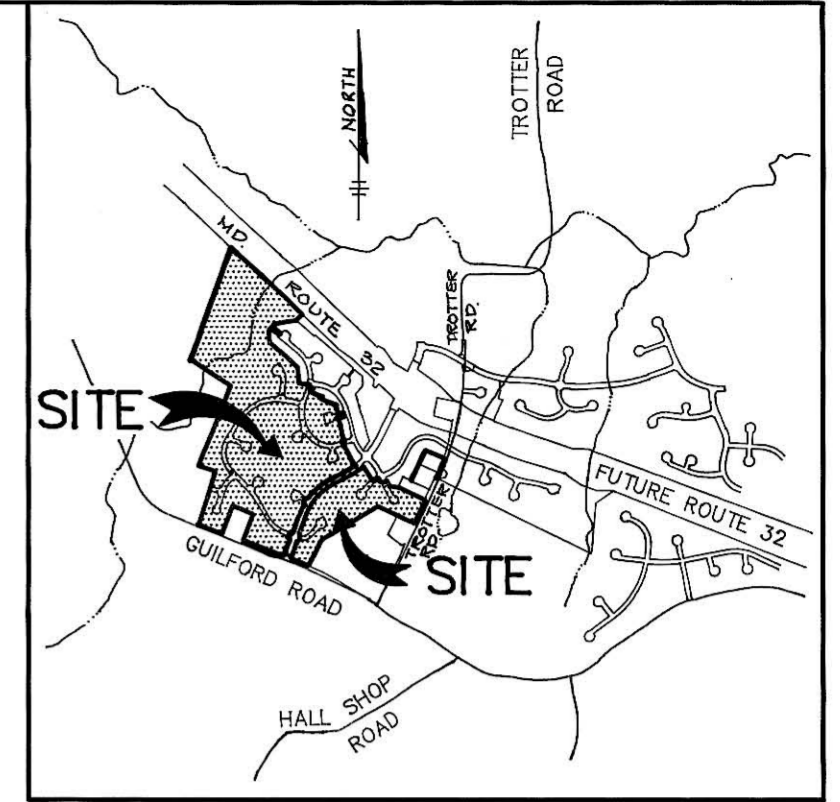 TROTTER
ROAD
NORTH
MD.
ROUTE
32
TROTTER
RD.
SITE
FUTURE ROUTE 32
TROTTER
RD.
SITE
GUILFORD ROAD
HALL SHOP
ROAD